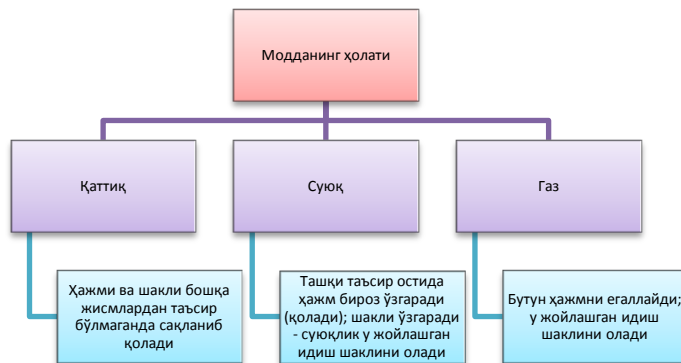 Модданинг ҳолати
Қаттиқ
Суюқ
Газ
Ҳажми ва шакли бошқа
жисмлардан таъсир
бўлмаганда сақланиб
қолади
Ташқи таъсир остида
ҳажм бироз ўзгаради
(қолади); шакли ўзгаради
- суюқлик у жойлашган
идиш шаклини олади
Бутун ҳажмни егаллайди;
у жойлашган идиш
шаклини олади